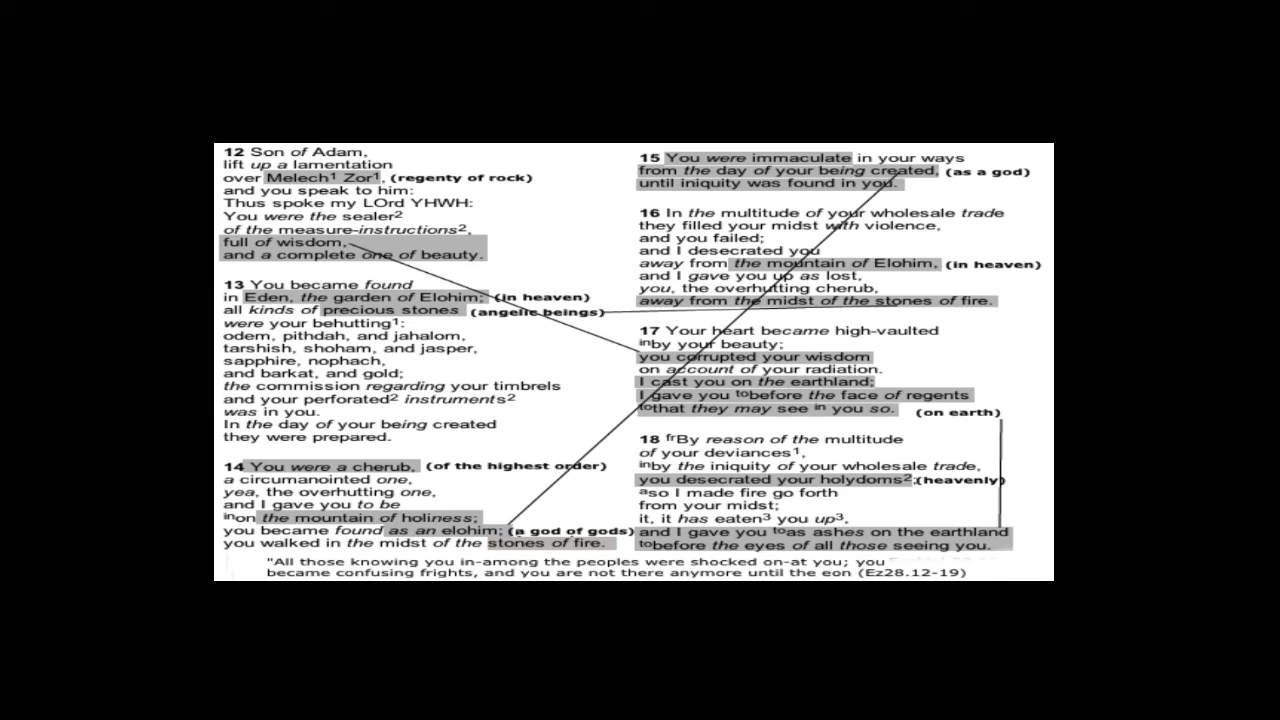 12 Son of Adam,
lift up a lamentation
over Melech¹ Zor¹, (regenty of rock)
and you speak to him:
Thus spoke my LOrd YHWH:
You were the sealer²
of the measure-instructions²,
full of wisdom,
and a complete one of beauty.
13 You became found
in Eden, the garden of Elohim; (in heaven)
all kinds of precious stones (angelic beings)
were your behutting¹:
odem, pithdah, and jahalom,
tarshish, shoham, and jasper,
sapphire, nophach,
and barkat, and gold;
the commission regarding your timbrels
and your perforated² instruments²
was in you.
In the day of your being created
they were prepared.
14 You were a cherub, (of the highest order)
a circumanointed one,
yea, the overhutting one,
and I gave you to be
inon the mountain of holiness;
you became found as an elohim; (a god of gods)
you walked in the midst of the stones of fire.
15 You were immaculate in your ways
from the day of your being created, (as a god)
until iniquity was found in you.
16 In the multitude of your wholesale trade
they filled your midst with violence,
and you failed;
and I desecrated you
away from the mountain of Elohim, (in heaven)
and I gave you up as lost,
you, the overhutting cherub,
away from the midst of the stones of fire.
17 Your heart became high-vaulted
inby your beauty;
you corrupted your wisdom
on account of your radiation.
I cast you on the earthland;
I gave you tobefore the face of regents
tothat they may see in you so. (on earth)
18 frBy reason of the multitude
of your deviances¹,
inby the iniquity of your wholesale trade,
you desecrated your holydoms²; (heavenly)
aso I made fire go forth
from your midst;
it, it has eaten³ you up³,
and I gave you toas ashes on the earthland
tobefore the eyes of all those seeing you.
"All those knowing you in-among the peoples were shocked on-at you; you
became confusing frights, and you are not there anymore until the eon (Ez28.12-19)